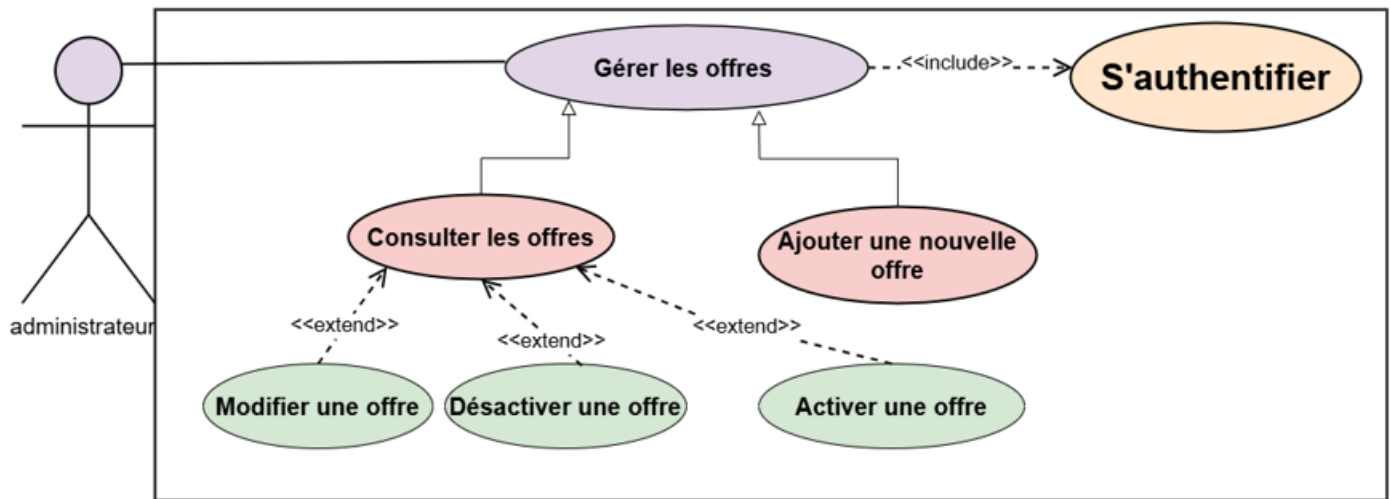 Gérer les offres
<<include>>
S'authentifier
Consulter les offres
Ajouter une nouvelle
offre
administrateur
<<extend>>
<<extend>>
<<extend>>
Modifier une offre
Désactiver une offre
Activer une offre